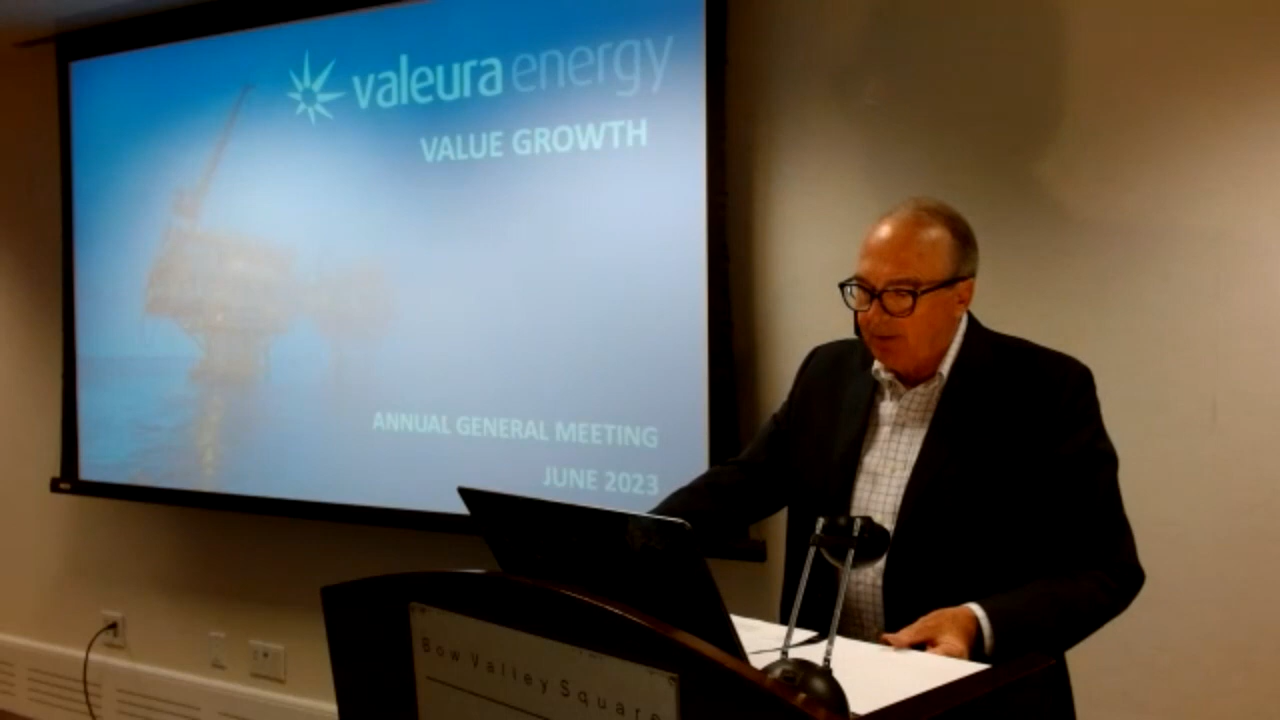 valeura energy
VALUE GROWTH
ANNUAL GENERAL MEETING
JUNE 2023
Bow Valley Square